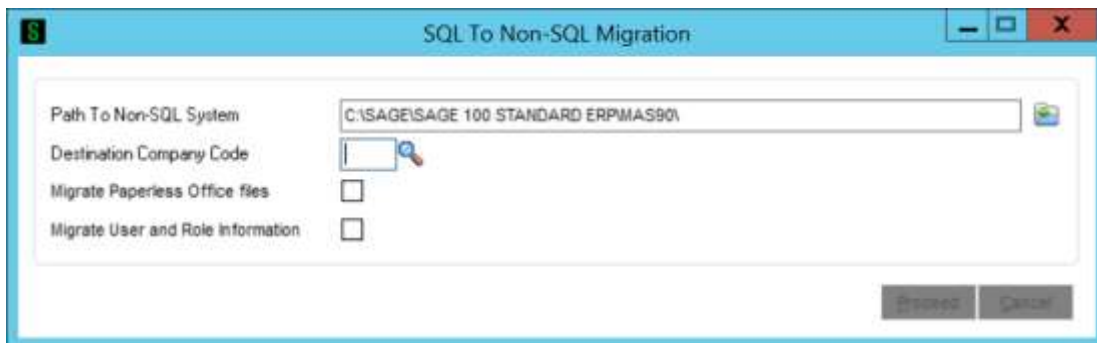 S
SQL To Non-SQL Migration
Path To Non-SQL System C:\SAGE\SAGE 100 STANDARD ERP\MAS90\
Destination Company Code
Migrate Paperless Office files
Migrate User and Role Information
Proceed Cancel